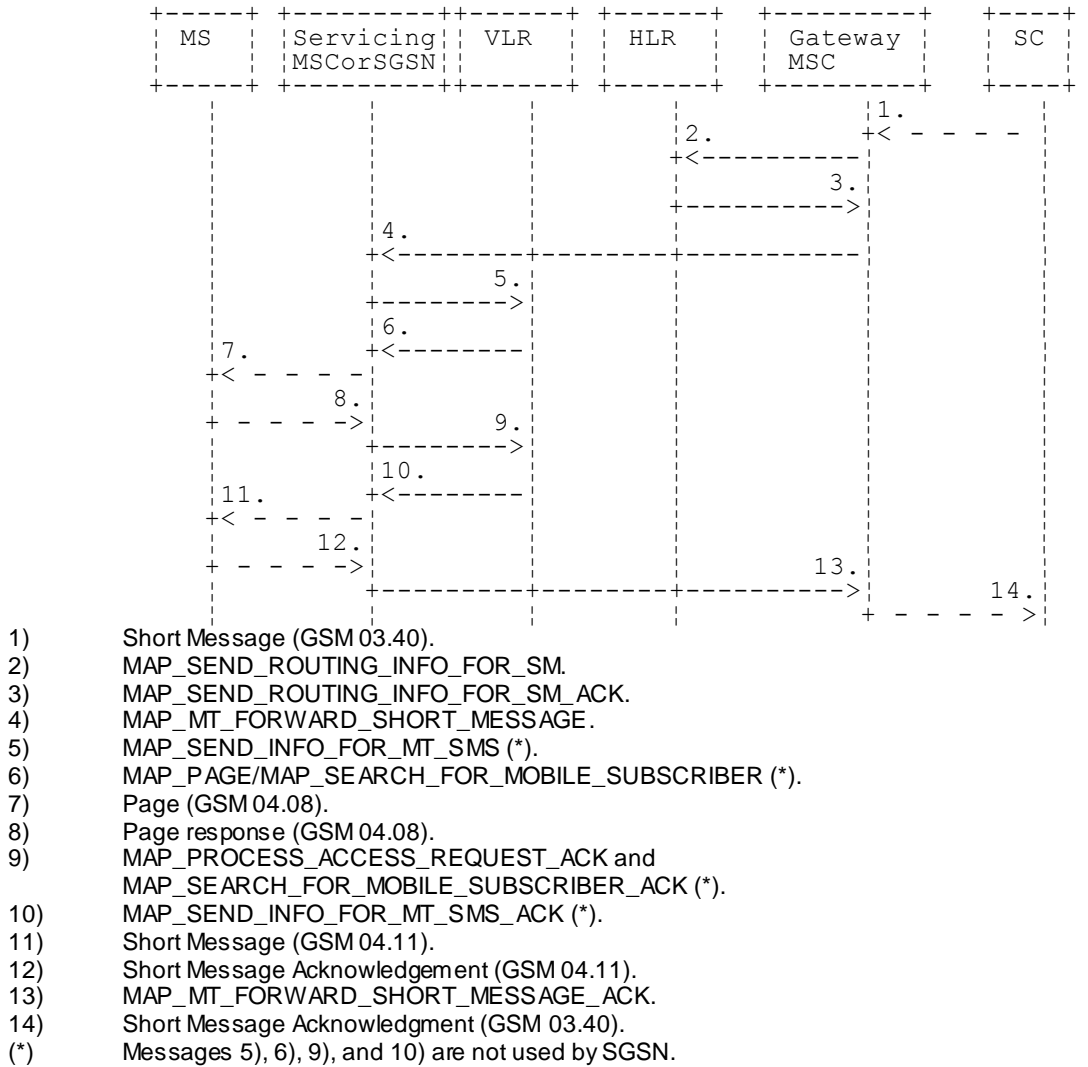 MS Servicing VLR HLR Gateway SC
MSCorSGSN MSC
1.
2.
3.
4.
5.
6.
7.
8.
9.
10.
11.
12.
13.
14.
1) Short Message (GSM 03.40).
2) MAP_SEND_ROUTING_INFO_FOR_SM.
3) MAP_SEND_ROUTING_INFO_FOR_SM_ACK.
4) MAP_MT_FORWARD_SHORT_MESSAGE.
5) MAP_SEND_INFO_FOR_MT_SMS (*).
6) MAP_PAGE/MAP_SEARCH_FOR_MOBILE_SUBSCRIBER (*).
7) Page (GSM 04.08).
8) Page response (GSM 04.08).
9) MAP_PROCESS_ACCESS_REQUEST_ACK and
MAP_SEARCH_FOR_MOBILE_SUBSCRIBER_ACK (*).
10) MAP_SEND_INFO_FOR_MT_SMS_ACK (*).
11) Short Message (GSM 04.11).
12) Short Message Acknowledgement (GSM 04.11).
13) MAP_MT_FORWARD_SHORT_MESSAGE_ACK.
14) Short Message Acknowledgment (GSM 03.40).
(*) Messages 5), 6), 9), and 10) are not used by SGSN.